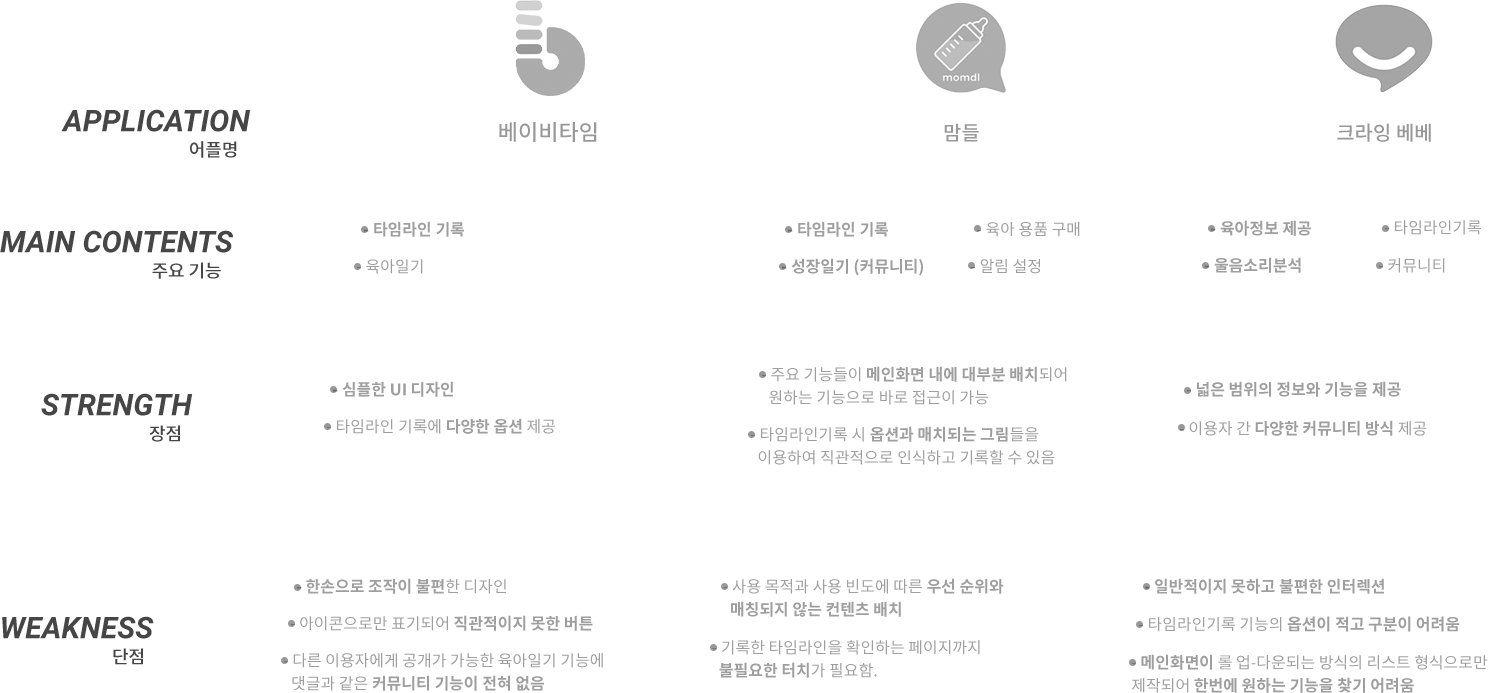 momdl
APPLICATION
어플명
베이비타임
맘들
크라잉 베베
MAIN CONTENTS
주요 기능
타임라인 기록
육아일기
타임라인 기록
육아 용품 구매
성장일기 (커뮤니티)
알림 설정
육아정보 제공
타임라인기록
울음소리분석
커뮤니티
STRENGTH
장점
심플한 UI 디자인
타임라인 기록에 다양한 옵션 제공
주요 기능들이 메인화면 내에 대부분 배치되어
원하는 기능으로 바로 접근이 가능
타임라인기록 시 옵션과 매치되는 그림들을
이용하여 직관적으로 인식하고 기록할 수 있음
넓은 범위의 정보와 기능을 제공
이용자 간 다양한 커뮤니티 방식 제공
WEAKNESS
단점
한손으로 조작이 불편한 디자인
아이콘으로만 표기되어 직관적이지 못한 버튼
다른 이용자에게 공개가 가능한 육아일기 기능에
댓글과 같은 커뮤니티 기능이 전혀 없음
사용 목적과 사용 빈도에 따른 우선 순위와
매칭되지 않는 컨텐츠 배치
기록한 타임라인을 확인하는 페이지까지
불필요한 터치가 필요함.
일반적이지 못하고 불편한 인터렉션
타임라인기록 기능의 옵션이 적고 구분이 어려움
메인화면이 롤 업-다운되는 방식의 리스트 형식으로만
제작되어 한번에 원하는 기능을 찾기 어려움